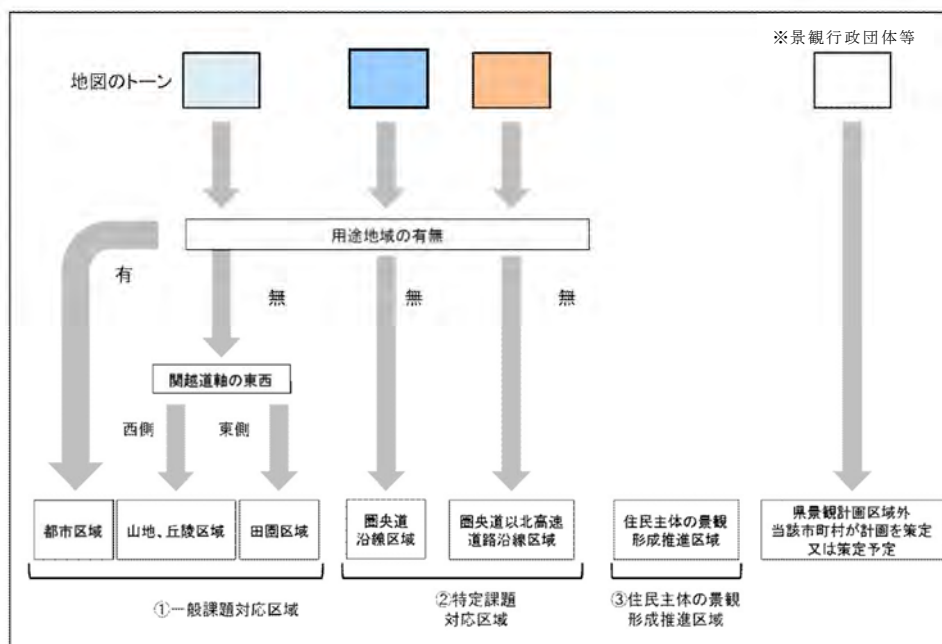 ※景観行政団体等
地図のトーン
用途地域の有無
有
無
無
無
関越道軸の東西
西側
東側
都市区域
山地、丘陵区域
田園区域
圏央道
沿線区域
圏央道以北高速
道路沿線区域
住民主体の景観
形成推進区域
県景観計画区域外
当該市町村が計画を策定
又は策定予定
①一般課題対応区域
②特定課題
対応区域
③住民主体の景観
形成推進区域